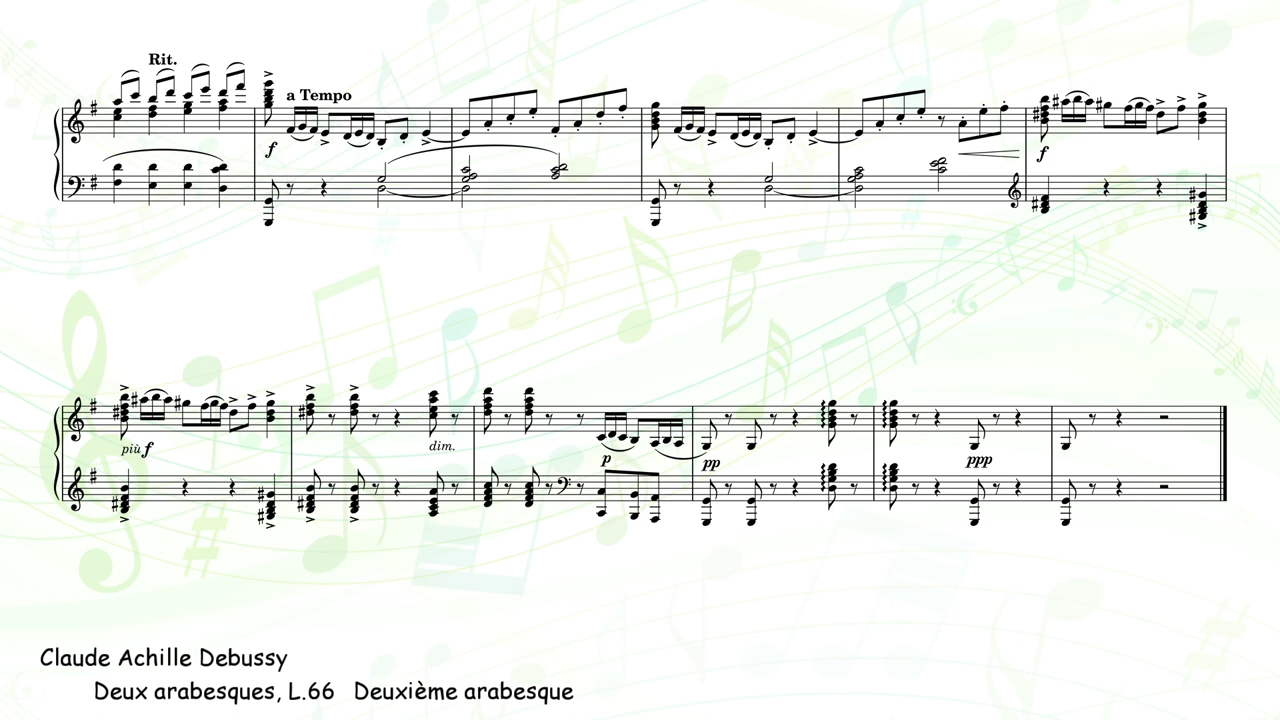 Rit.
a Tempo
f
f
più f
dim.
p
pp
ppp
Claude Achille Debussy
Deux arabesques, L.66 Deuxième arabesque